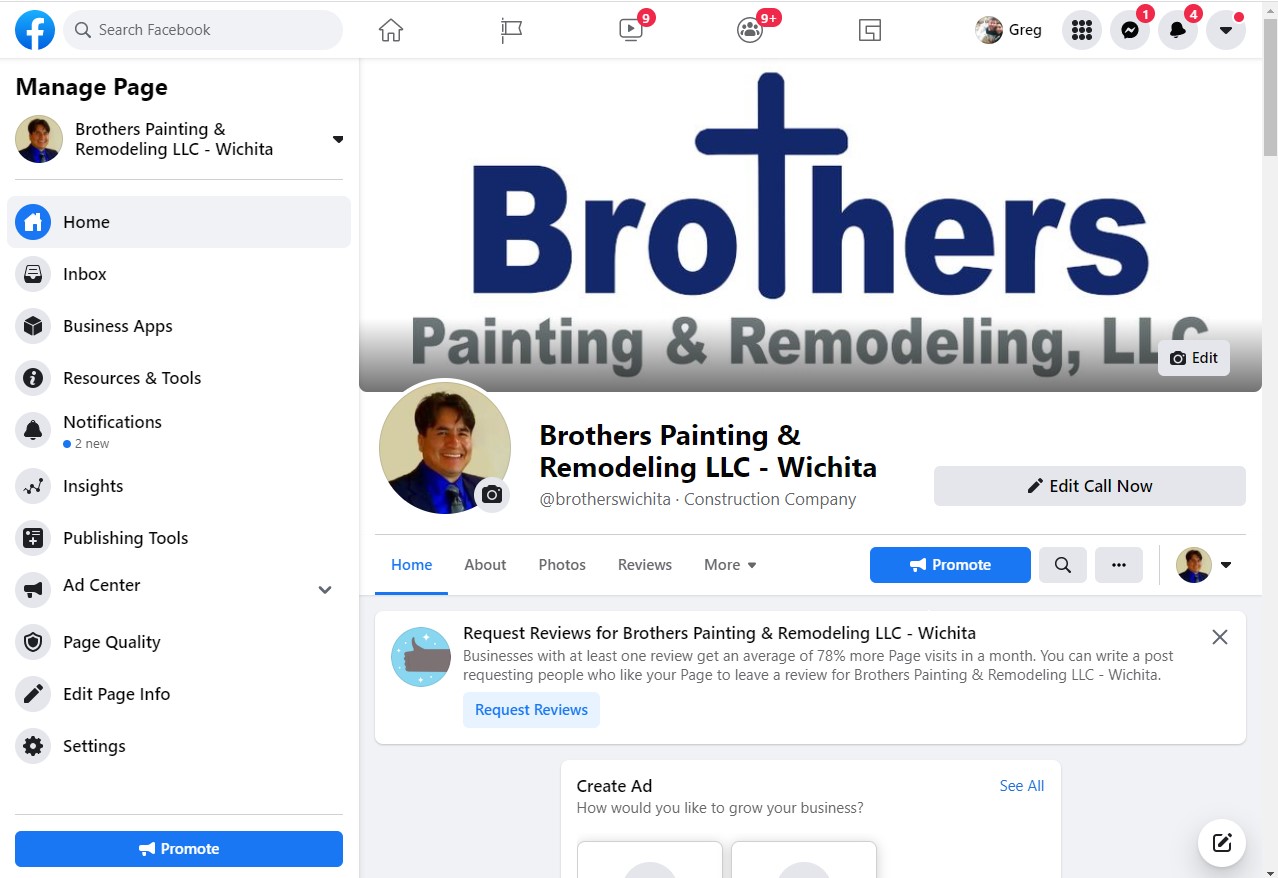 Search Facebook
9
9+
Greg
1
4
Manage Page
Brothers Painting &
Remodeling LLC - Wichita
Home
Inbox
Business Apps
Resources & Tools
Notifications
2 new
Insights
Publishing Tools
Ad Center
Page Quality
Edit Page Info
Settings
Promote
Brothers
Painting & Remodeling, LLC
Edit
Brothers Painting &
Remodeling LLC - Wichita
@brotherswichita · Construction Company
Edit Call Now
Home
About
Photos
Reviews
More
Promote
Request Reviews for Brothers Painting & Remodeling LLC - Wichita
Businesses with at least one review get an average of 78% more Page visits in a month. You can write a post
requesting people who like your Page to leave a review for Brothers Painting & Remodeling LLC - Wichita.
Request Reviews
Create Ad
See All
How would you like to grow your business?